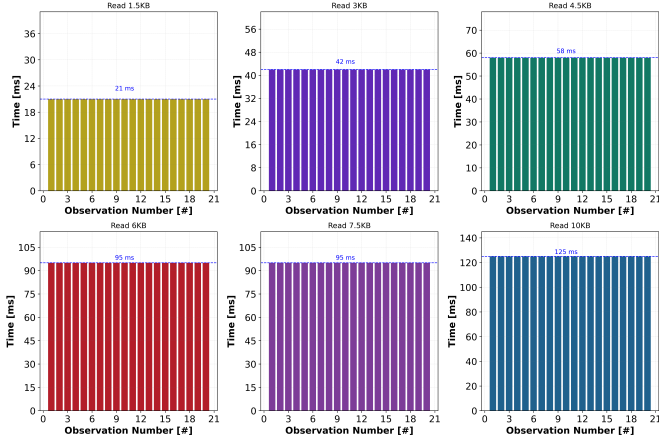 Read 1.5KB
Time [ms]
36
30
24
18
12
6
0
21 ms
0 3 6 9 12 15 18 21
Observation Number [#]
Read 3KB
Time [ms]
56
48
40
32
24
16
8
0
42 ms
0 3 6 9 12 15 18 21
Observation Number [#]
Read 4.5KB
Time [ms]
70
60
50
40
30
20
10
0
58 ms
0 3 6 9 12 15 18 21
Observation Number [#]
Read 6KB
Time [ms]
105
90
75
60
45
30
15
0
95 ms
0 3 6 9 12 15 18 21
Observation Number [#]
Read 7.5KB
Time [ms]
105
90
75
60
45
30
15
0
95 ms
0 3 6 9 12 15 18 21
Observation Number [#]
Read 10KB
Time [ms]
140
120
100
80
60
40
20
0
125 ms
0 3 6 9 12 15 18 21
Observation Number [#]